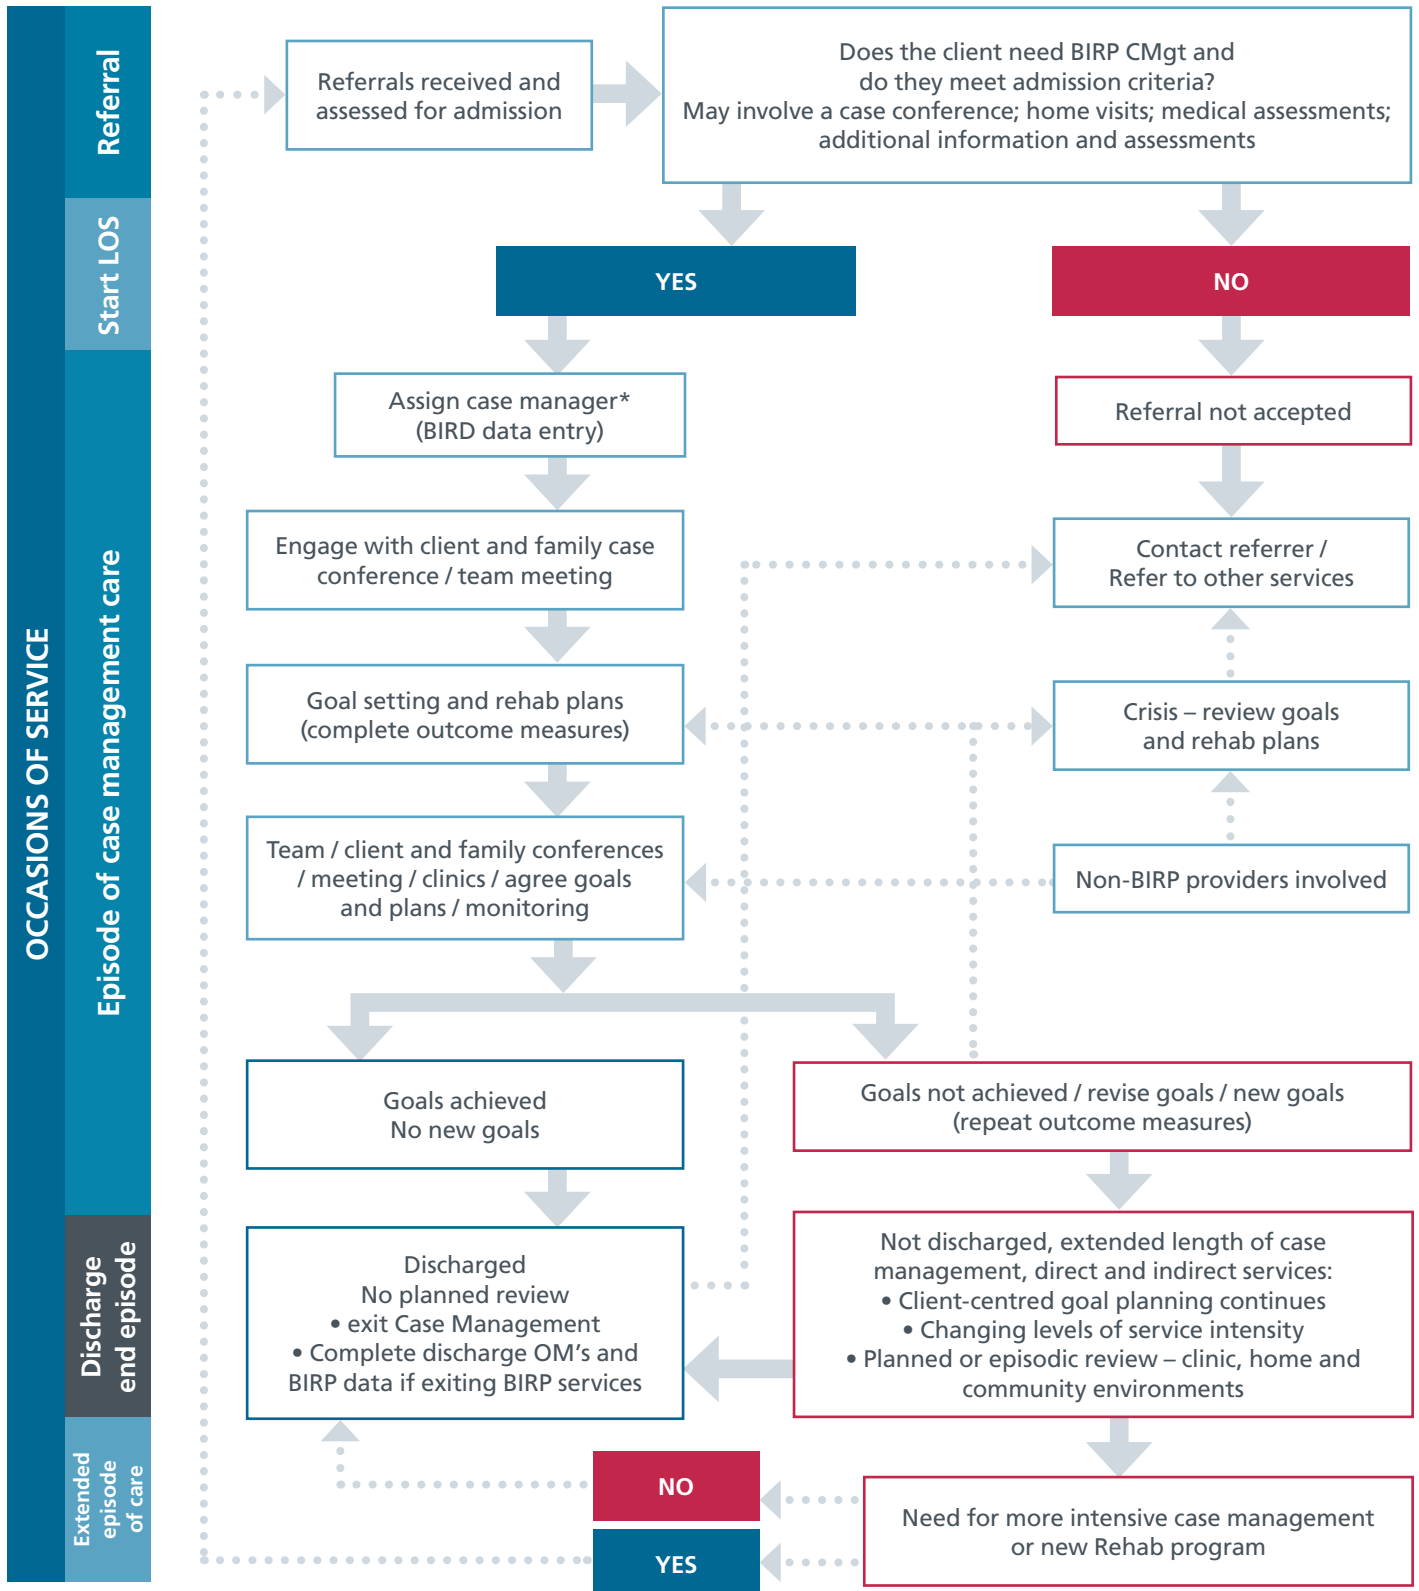 OCCASIONS OF SERVICE
Referral
Start LOS
Episode of case management care
Discharge
end episode
Extended
episode
of care
Referrals received and
assessed for admission
Does the client need BIRP CMgt and
do they meet admission criteria?
May involve a case conference; home visits; medical assessments;
additional information and assessments
YES
NO
Assign case manager*
(BIRD data entry)
Referral not accepted
Engage with client and family case
conference / team meeting
Contact referrer /
Refer to other services
Goal setting and rehab plans
(complete outcome measures)
Crisis – review goals
and rehab plans
Team / client and family conferences
/ meeting / clinics / agree goals
and plans / monitoring
Non-BIRP providers involved
Goals achieved
No new goals
Goals not achieved / revise goals / new goals
(repeat outcome measures)
Discharged
No planned review
• exit Case Management
• Complete discharge OM's and
BIRP data if exiting BIRP services
Not discharged, extended length of case
management, direct and indirect services:
• Client-centred goal planning continues
• Changing levels of service intensity
• Planned or episodic review – clinic, home and
community environments
NO
YES
Need for more intensive case management
or new Rehab program